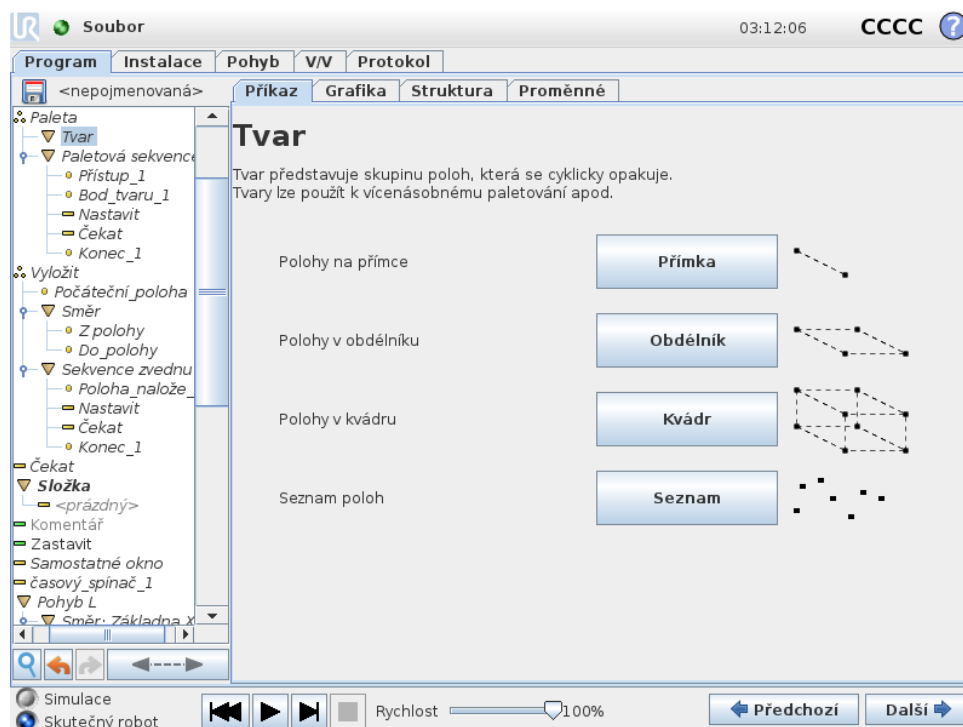 UR Soubor 03:12:06 CCCC ?
Program Instalace Pohyb V/V Protokol
<nepojmenovaná>
Příkaz Grafika Struktura Proměnné
Paleta
Tvar
Paletová sekvence
Přístup_1
Bod_tvaru_1
Nastavit
Čekat
Konec_1
Vyložit
Počáteční_poloha
Směr
Z polohy
Do_polohy
Sekvence zvednu
Poloha_nalože_
Nastavit
Čekat
Konec_1
Čekat
Složka
<prázdný>
Komentář
Zastavit
Samostatné okno
časový_spínač_1
Pohyb L
Směr: Základna X
Tvar
Tvar představuje skupinu poloh, která se cyklicky opakuje.
Tvary lze použít k vícenásobnému paletování apod.
Polohy na přímce Přímka
Polohy v obdélníku Obdélník
Polohy v kvádru Kvádr
Seznam poloh Seznam
Simulace
Skutečný robot
Rychlost 100%
Předchozí Další